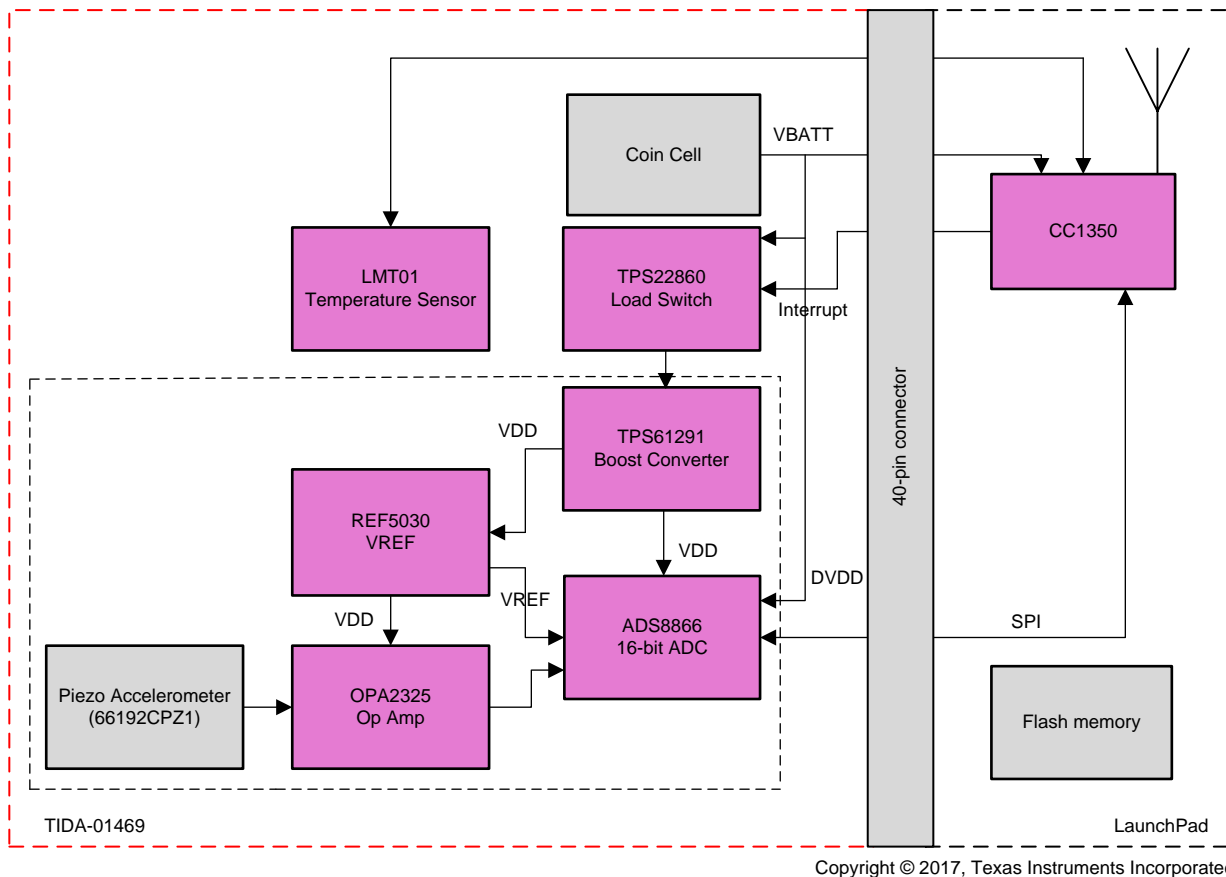 VBATT
Coin Cell
CC1350
LMT01
Temperature Sensor
TPS22860
Load Switch
Interrupt
40-pin connector
VDD
TPS61291
Boost Converter
REF5030
VREF
VDD
DVDD
VREF
VDD
ADS8866
16-bit ADC
SPI
Piezo Accelerometer
(66192CPZ1)
OPA2325
Op Amp
Flash memory
TIDA-01469
LaunchPad
Copyright © 2017, Texas Instruments Incorporated